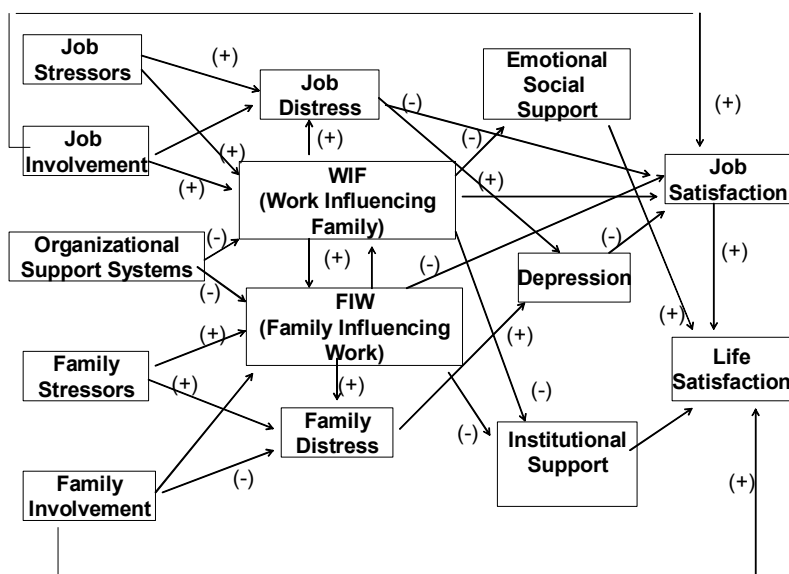 Job
Stressors
(+)
Job
Distress
(-)
Emotional
Social
Support
(+)
Job
Involvement
(+)
(+)
(+)
(-)
(-)
WIF
(Work Influencing
Family)
(+)
Job
Satisfaction
Organizational
Support Systems
(-)
(-)
(+)
(-)
(-)
Depression
(+)
FIW
(Family Influencing
Work)
(+)
(+)
(+)
Family
Stressors
(+)
(+)
Life
Satisfaction
Family
Distress
(-)
(-)
Institutional
Support
Family
Involvement
(-)
(+)